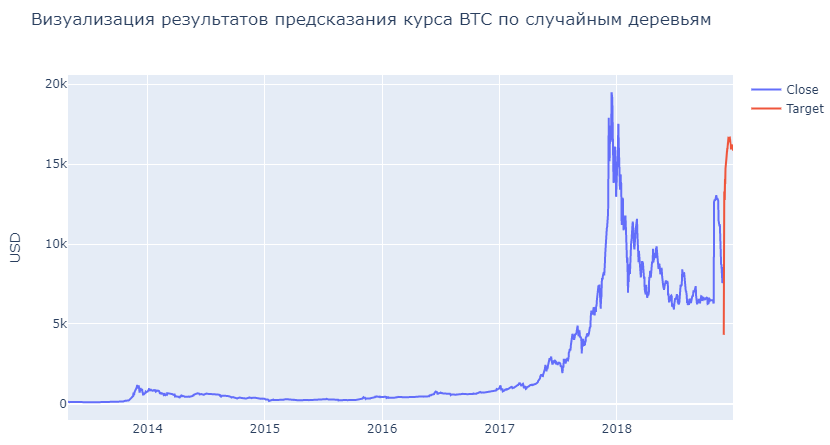 Визуализация результатов предсказания курса BTC по случайным деревьям
Close
Target
USD
20k
15k
10k
5k
0
2014
2015
2016
2017
2018